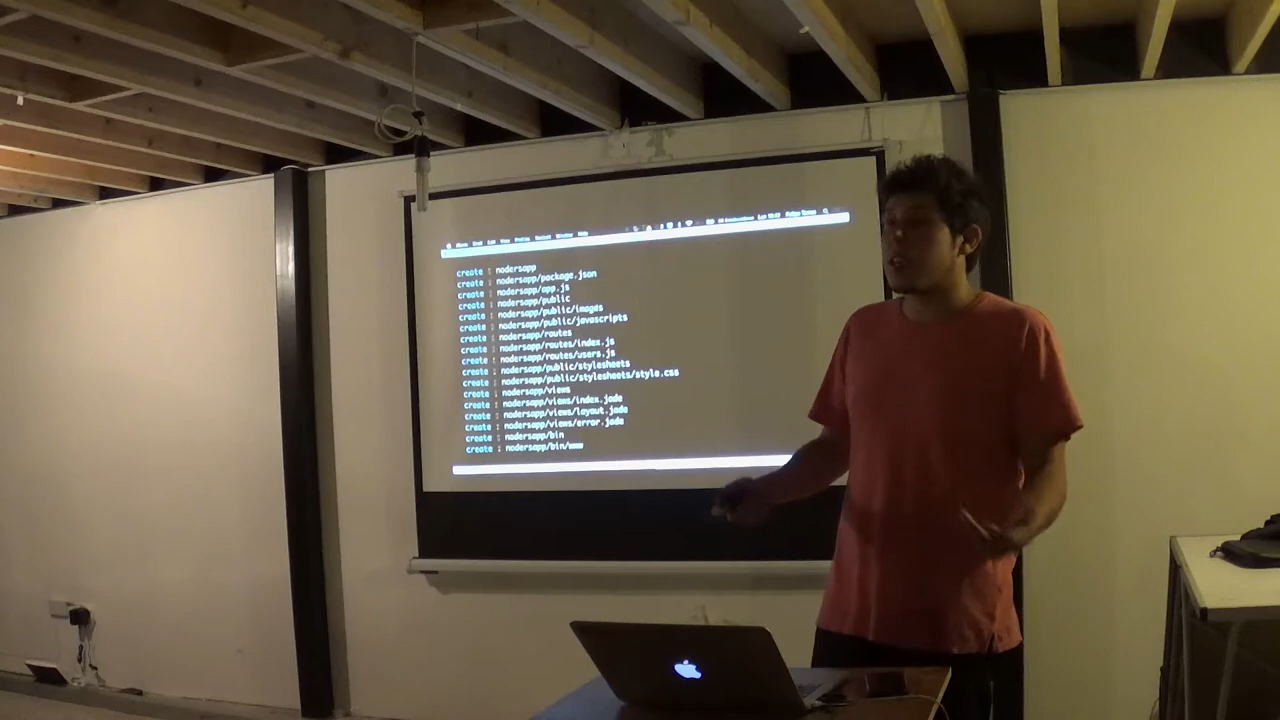 create : nodersapp
create : nodersapp/package.json
create : nodersapp/app.js
create : nodersapp/public
create : nodersapp/public/images
create : nodersapp/public/javascripts
create : nodersapp/routes
create : nodersapp/routes/index.js
create : nodersapp/routes/users.js
create : nodersapp/public/stylesheets
create : nodersapp/public/stylesheets/style.css
create : nodersapp/views
create : nodersapp/views/index.jade
create : nodersapp/views/layout.jade
create : nodersapp/views/error.jade
create : nodersapp/bin
create : nodersapp/bin/www